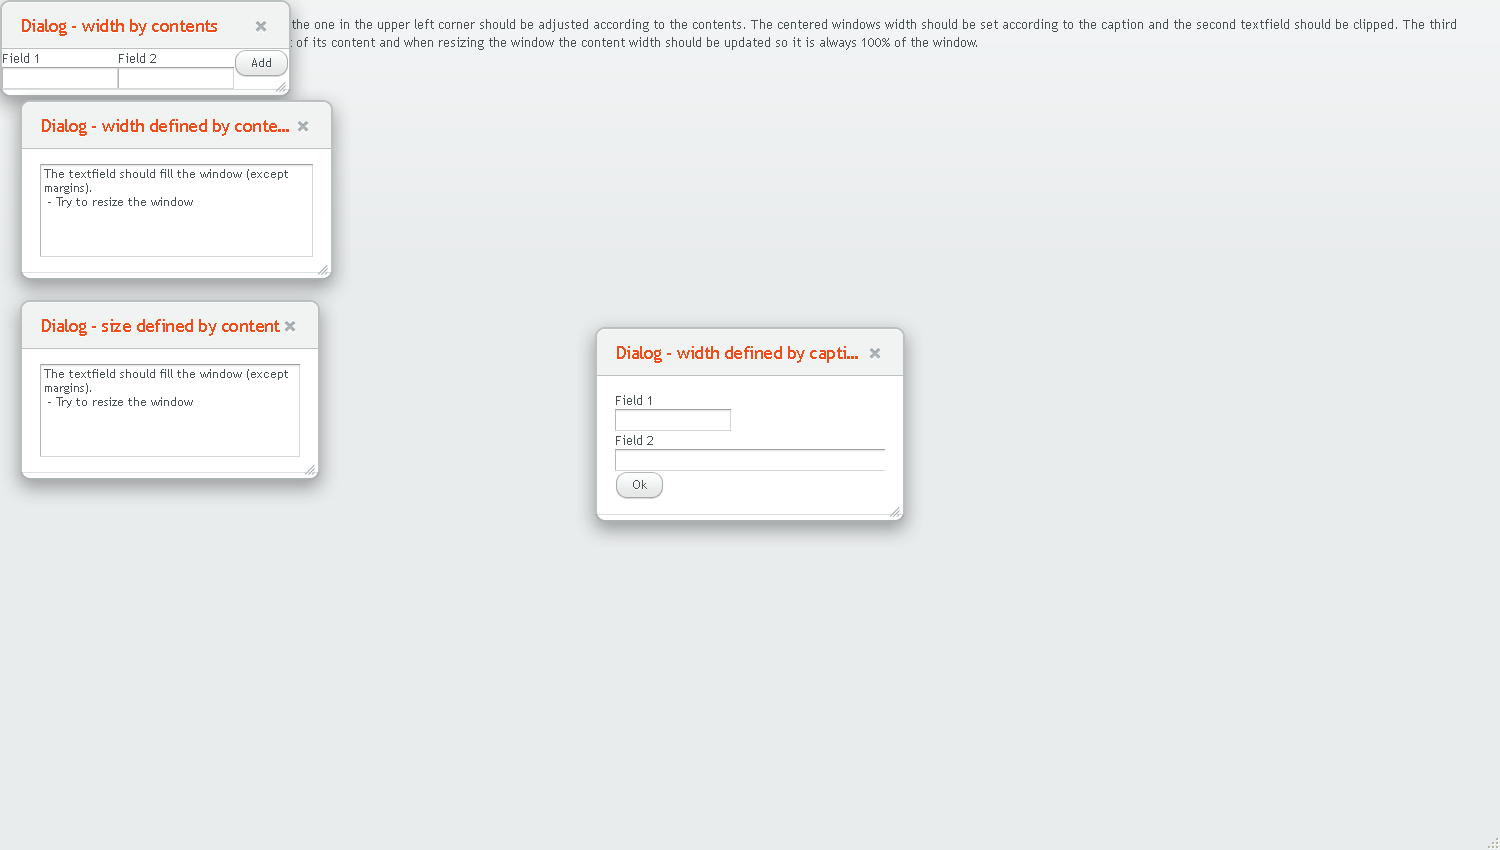 Dialog - width by contents
the one in the upper left corner should be adjusted according to the contents. The centered windows width should be set according to the caption and the second textfield should be clipped. The third
of its content and when resizing the window the content width should be updated so it is always 100% of the window.
Field 1 Field 2 Add
Dialog - width defined by conte...
The textfield should fill the window (except
margins).
- Try to resize the window
Dialog - size defined by content
The textfield should fill the window (except
margins).
- Try to resize the window
Dialog - width defined by capti...
Field 1
Field 2
Ok